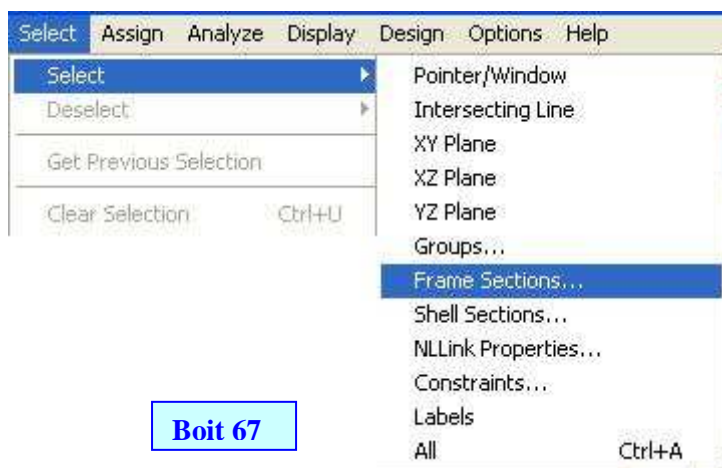 Select Assign Analyze Display Design Options Help
Select
Deselect
Get Previous Selection
Clear Selection Ctrl+U
Pointer/Window
Intersecting Line
XY Plane
XZ Plane
YZ Plane
Groups...
Frame Sections...
Shell Sections...
NLLink Properties...
Constraints...
Labels
All Ctrl+A
Boit 67